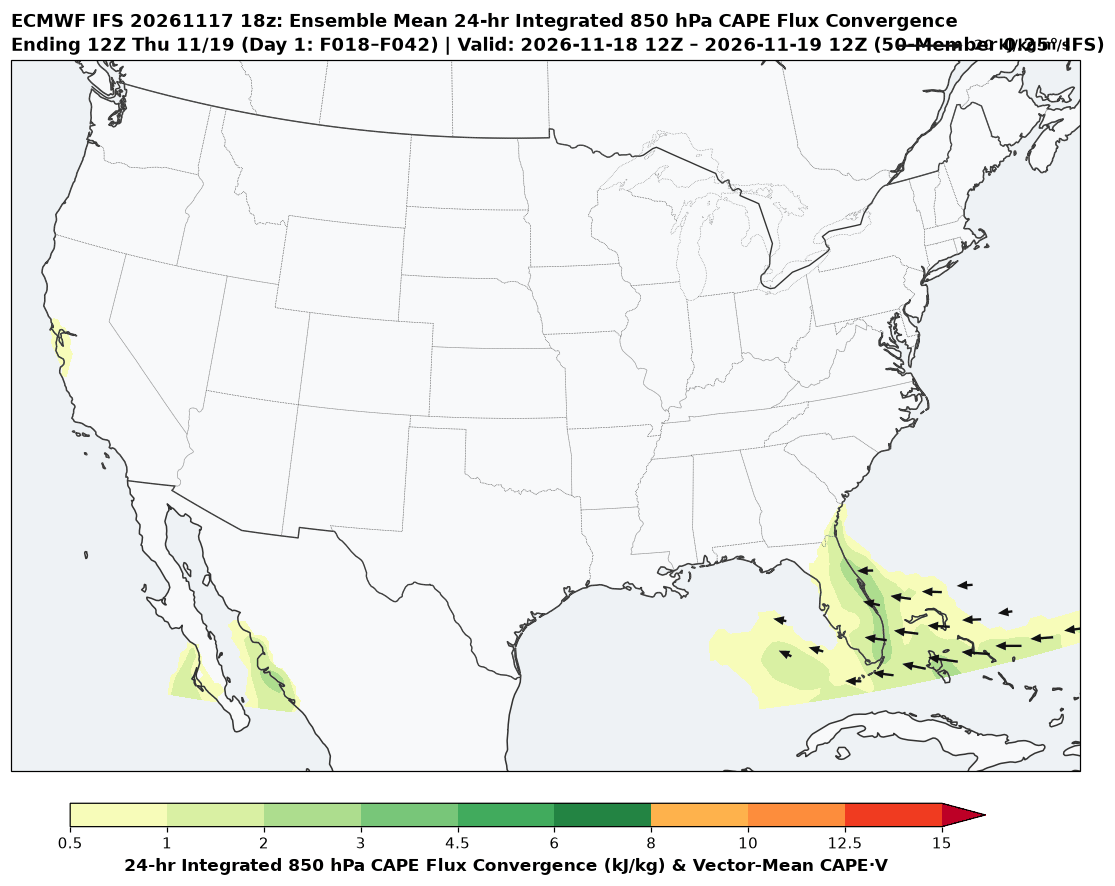 ECMWF IFS 20261117 18z: Ensemble Mean 24-hr Integrated 850 hPa CAPE Flux Convergence
Ending 12Z Thu 11/19 (Day 1: F018–F042) | Valid: 2026-11-18 12Z – 2026-11-19 12Z (50-Member 0.25° IFS)
0.5 1 2 3 4.5 6 8 10 12.5 15
24-hr Integrated 850 hPa CAPE Flux Convergence (kJ/kg) & Vector-Mean CAPE·V